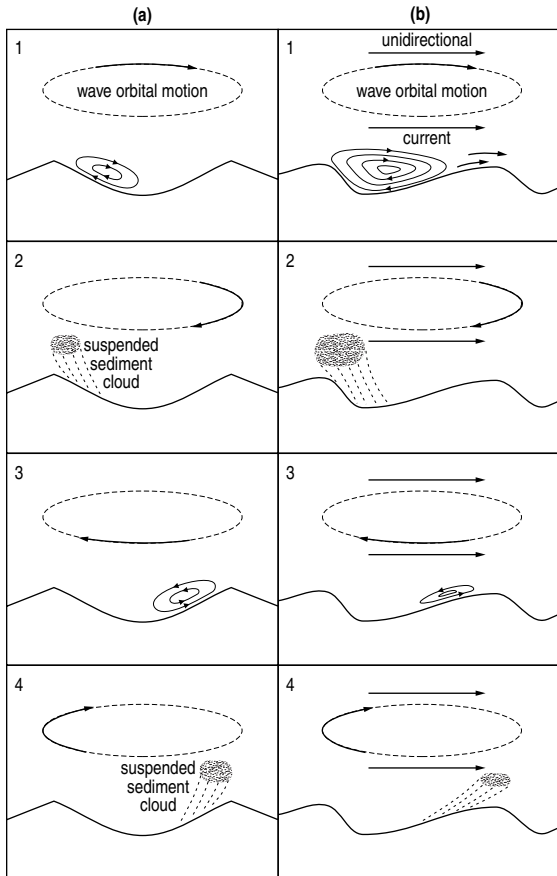 (a)
(b)
1
wave orbital motion
1
unidirectional
wave orbital motion
current
2
suspended
sediment
cloud
2
3
3
4
suspended
sediment
cloud
4